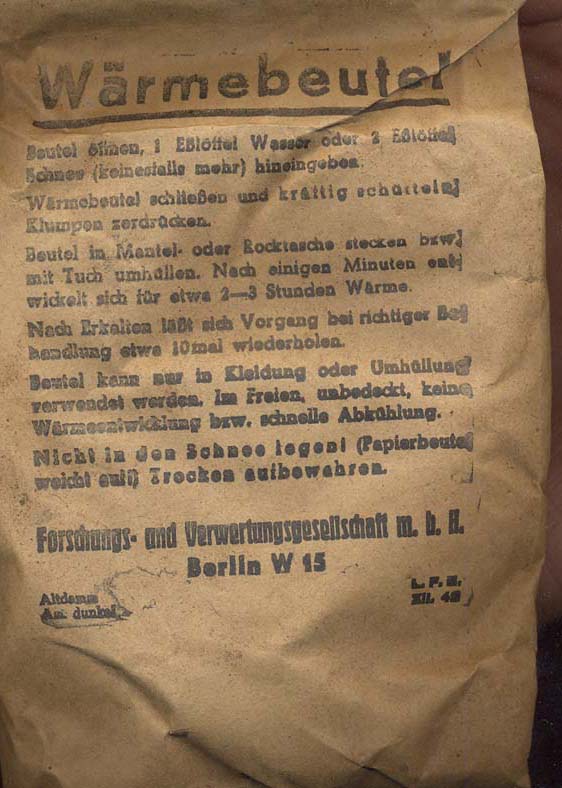 Wärmebeutel
Beutel öffnen, 1 Eßlöffel Wasser oder 2 Eßlöffel
Schnee (keinesfalls mehr) hineingeben.
Wärmebeutel schließen und kräftig schütteln,
Klumpen zerdrücken.
Beutel in Mantel- oder Rocktasche stecken bzw.
mit Tuch umhüllen. Nach einigen Minuten ent-
wickelt sich für etwa 2—3 Stunden Wärme.
Nach Erkalten läßt sich Vorgang bei richtiger Be-
handlung etwa 10mal wiederholen.
Beutel kann nur in Kleidung oder Umhüllung
verwendet werden. Im Freien, unbedeckt, keine
Wärmeentwicklung bzw. schnelle Abkühlung.
Nicht in den Schnee legen! (Papierbeutel
weicht auf!) Trocken aufbewahren.
Forschungs- und Verwertungsgesellschaft m. b. H.
Berlin W 15
Altdamm
Am dunkel